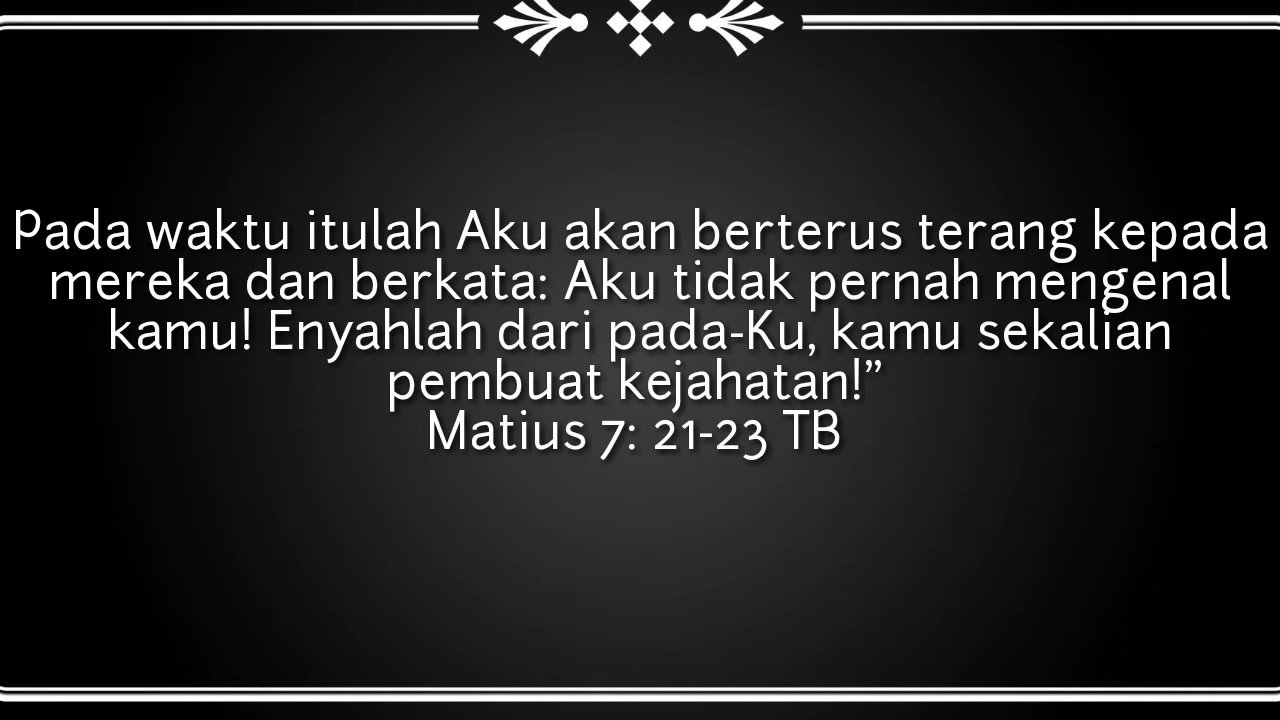 Pada waktu itulah Aku akan berterus terang kepada
mereka dan berkata: Aku tidak pernah mengenal
kamu! Enyahlah dari pada-Ku, kamu sekalian
pembuat kejahatan!”
Matius 7: 21-23 TB